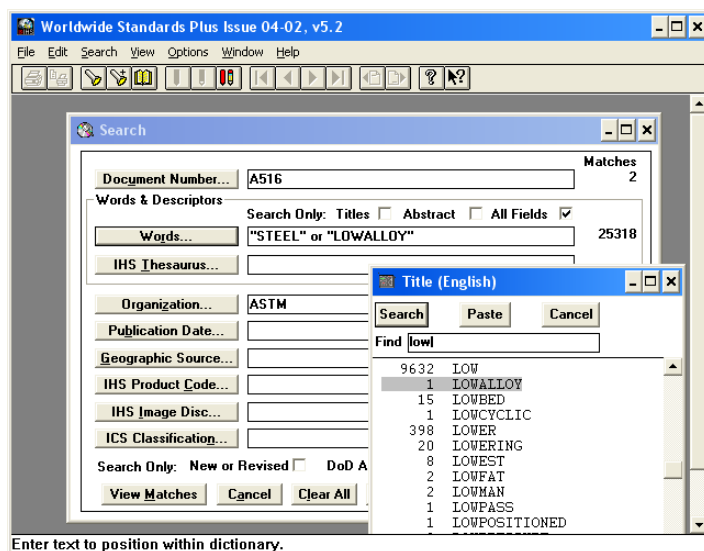 Worldwide Standards Plus Issue 04-02, v5.2
File Edit Search View Options Window Help
Search
Matches
Document Number... A516 2
Words & Descriptors
Search Only: Titles Abstract All Fields
Words... "STEEL" or "LOWALLOY" 25318
IHS Thesaurus...
Organization... ASTM
Publication Date...
Geographic Source...
IHS Product Code...
IHS Image Disc...
ICS Classification...
Search Only: New or Revised DoD A
View Matches Cancel Clear All
Title (English)
Search Paste Cancel
Find lowl
9632 LOW
1 LOWALLOY
15 LOWBED
1 LOWCYCLIC
398 LOWER
20 LOWERING
8 LOWEST
2 LOWFAT
2 LOWMAN
1 LOWPASS
1 LOWPOSITIONED
Enter text to position within dictionary.